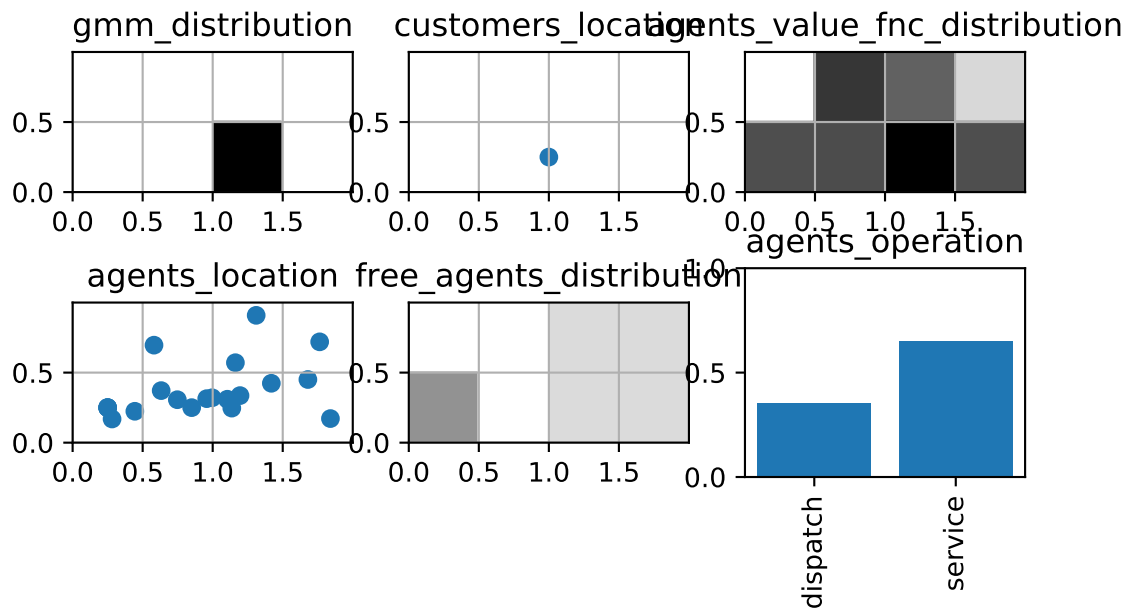 gmm_distribution
0.5
0.0
0.0 0.5 1.0 1.5
customers_location
0.5
0.0
0.0 0.5 1.0 1.5
agents_value_fnc_distribution
0.5
0.0
0.0 0.5 1.0 1.5
agents_location
0.5
0.0
0.0 0.5 1.0 1.5
free_agents_distribution
0.5
0.0
0.0 0.5 1.0 1.5
agents_operation
1.0
0.5
0.0
dispatch
service